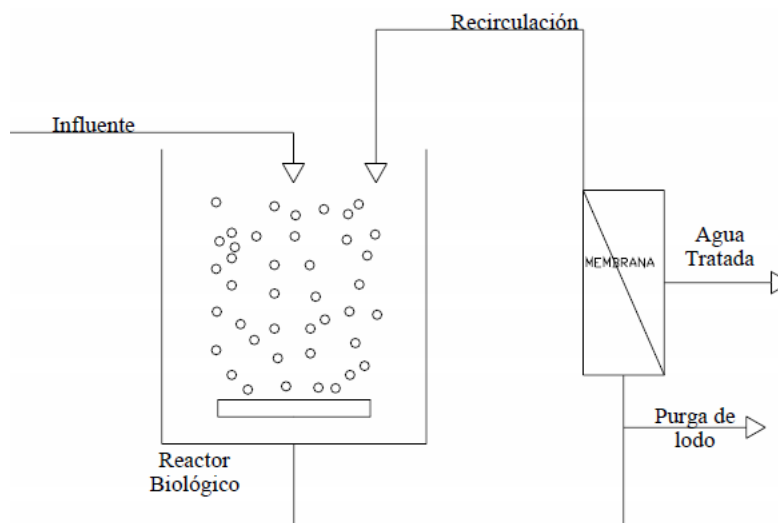 Recirculación
Influente
Agua
Tratada
MEMBRANA
Purga de
lodo
Reactor
Biológico